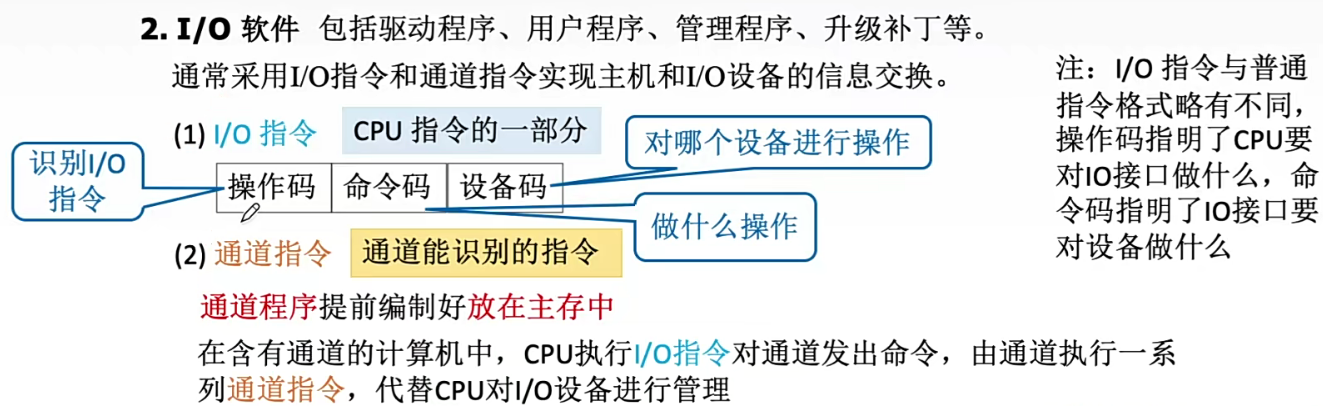 2. I/O 软件 包括驱动程序、用户程序、管理程序、升级补丁等。
通常采用I/O指令和通道指令实现主机和I/O设备的信息交换。
(1) I/O 指令 CPU 指令的一部分
对哪个设备进行操作
识别I/O
指令
操作码 命令码 设备码
做什么操作
(2) 通道指令 通道能识别的指令
通道程序提前编制好放在主存中
在含有通道的计算机中，CPU执行I/O指令对通道发出命令，由通道执行一系
列通道指令，代替CPU对I/O设备进行管理
注：I/O 指令与普通
指令格式略有不同，
操作码指明了CPU要
对IO接口做什么，命
令码指明了IO接口要
对设备做什么